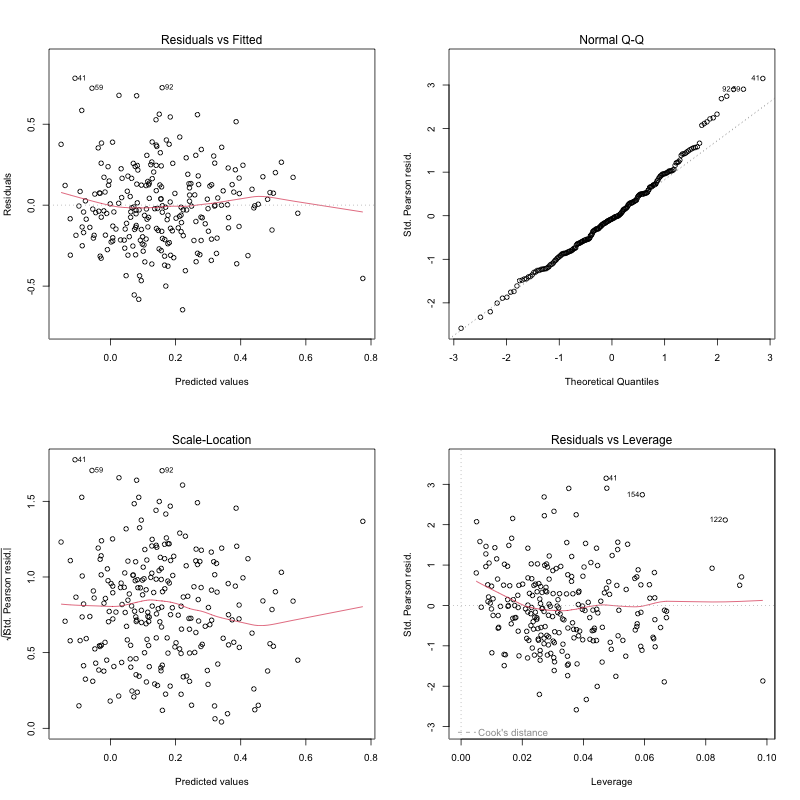 Residuals vs Fitted
Residuals
-0.5 0.0 0.5
41
59
92
0.0 0.2 0.4 0.6 0.8
Predicted values
Normal Q-Q
Std. Pearson resid.
-2 -1 0 1 2 3
41
92 59
-3 -2 -1 0 1 2 3
Theoretical Quantiles
Scale-Location
√|Std. Pearson resid.|
0.0 0.5 1.0 1.5
41
59
92
0.0 0.2 0.4 0.6 0.8
Predicted values
Residuals vs Leverage
Std. Pearson resid.
-3 -2 -1 0 1 2 3
41
154
122
Cook's distance
0.00 0.02 0.04 0.06 0.08 0.10
Leverage